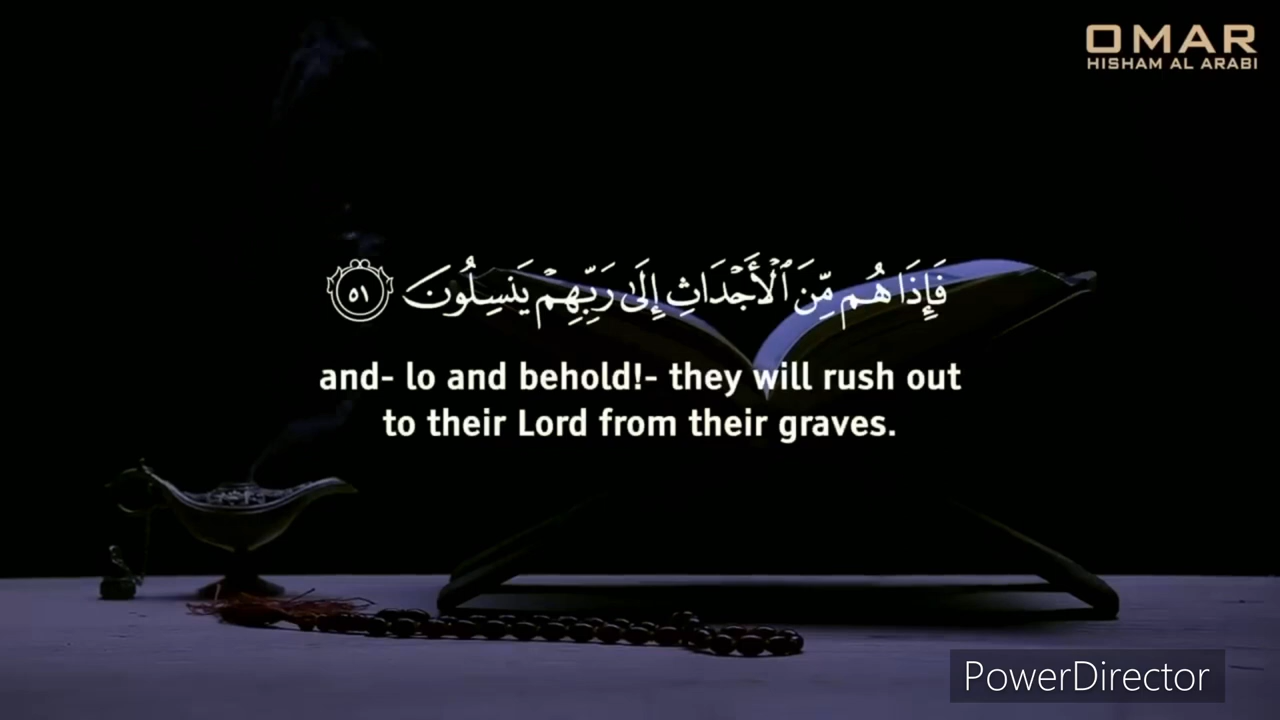 OMAR
HISHAM AL ARABI
فَإِذَا هُم مِّنَ ٱلْأَجْدَاثِ إِلَىٰ رَبِّهِمْ يَنسِلُونَ ٥١
and- lo and behold!- they will rush out
to their Lord from their graves.
PowerDirector